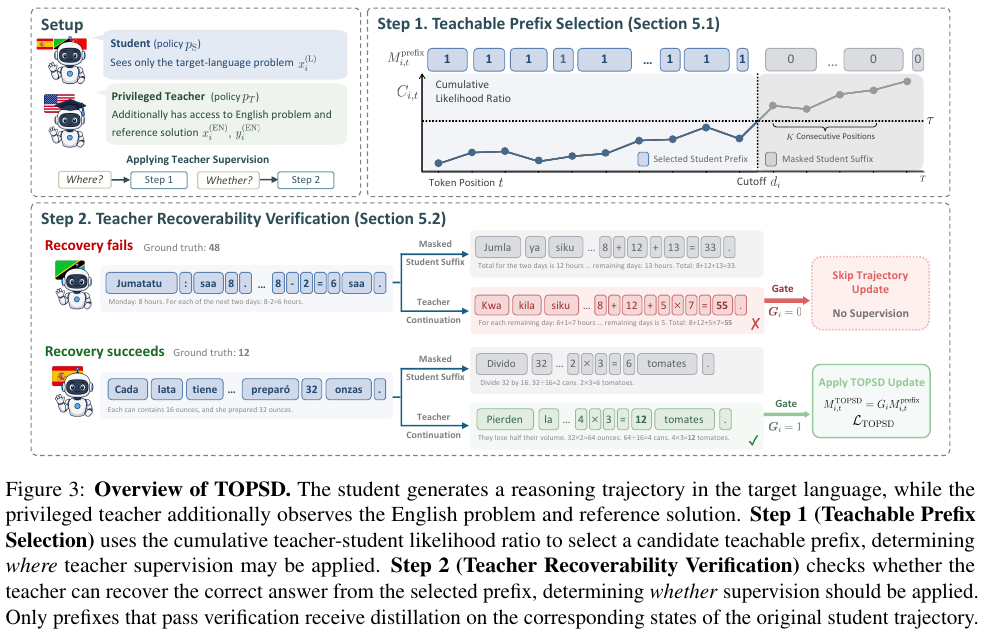 Setup
Student (policy p_S)
Sees only the target-language problem x_i^(L)
Privileged Teacher (policy p_T)
Additionally has access to English problem and
reference solution x_i^(EN), y_i^(EN)
Applying Teacher Supervision
Where? Step 1 Whether? Step 2
Step 1. Teachable Prefix Selection (Section 5.1)
M_{i,t}^prefix 1 1 1 1 1 ... 1 1 1 0 ... 0 0
C_{i,t}
Cumulative
Likelihood Ratio
τ
K Consecutive Positions
Selected Student Prefix Masked Student Suffix
Token Position t Cutoff d_i T
Step 2. Teacher Recoverability Verification (Section 5.2)
Recovery fails Ground truth: 48
Jumatatu : saa 8 . ... 8 - 2 = 6 saa .
Monday: 8 hours. For each of the next two days: 8-2=6 hours.
Masked
Student Suffix
Jumla ya siku ... 8 + 12 + 13 = 33 .
Total for the two days is 12 hours ... remaining days: 13 hours. Total: 8+12+13=33.
Teacher
Continuation
Kwa kila siku ... 8 + 12 + 5 × 7 = 55 .
For each remaining day: 6+1=7 hours ... remaining days is 5. Total: 8+12+5×7=55
✗
Gate
G_i = 0
Skip Trajectory
Update
No Supervision
Recovery succeeds Ground truth: 12
Cada lata tiene ... preparó 32 onzas .
Each can contains 16 ounces, and she prepared 32 ounces.
Masked
Student Suffix
Divido 32 ... 2 × 3 = 6 tomates .
Divide 32 by 16. 32÷16=2 cans. 2×3=6 tomatoes.
Teacher
Continuation
Pierden la ... 4 × 3 = 12 tomates .
They lose half their volume. 32×2=64 ounces. 64÷16=4 cans. 4×3=12 tomatoes.
✓
Gate
G_i = 1
Apply TOPSD Update
M_{i,t}^TOPSD = G_i M_{i,t}^prefix
L_TOPSD
Figure 3: Overview of TOPSD. The student generates a reasoning trajectory in the target language, while the
privileged teacher additionally observes the English problem and reference solution. Step 1 (Teachable Prefix
Selection) uses the cumulative teacher-student likelihood ratio to select a candidate teachable prefix, determining
where teacher supervision may be applied. Step 2 (Teacher Recoverability Verification) checks whether the
teacher can recover the correct answer from the selected prefix, determining whether supervision should be applied.
Only prefixes that pass verification receive distillation on the corresponding states of the original student trajectory.